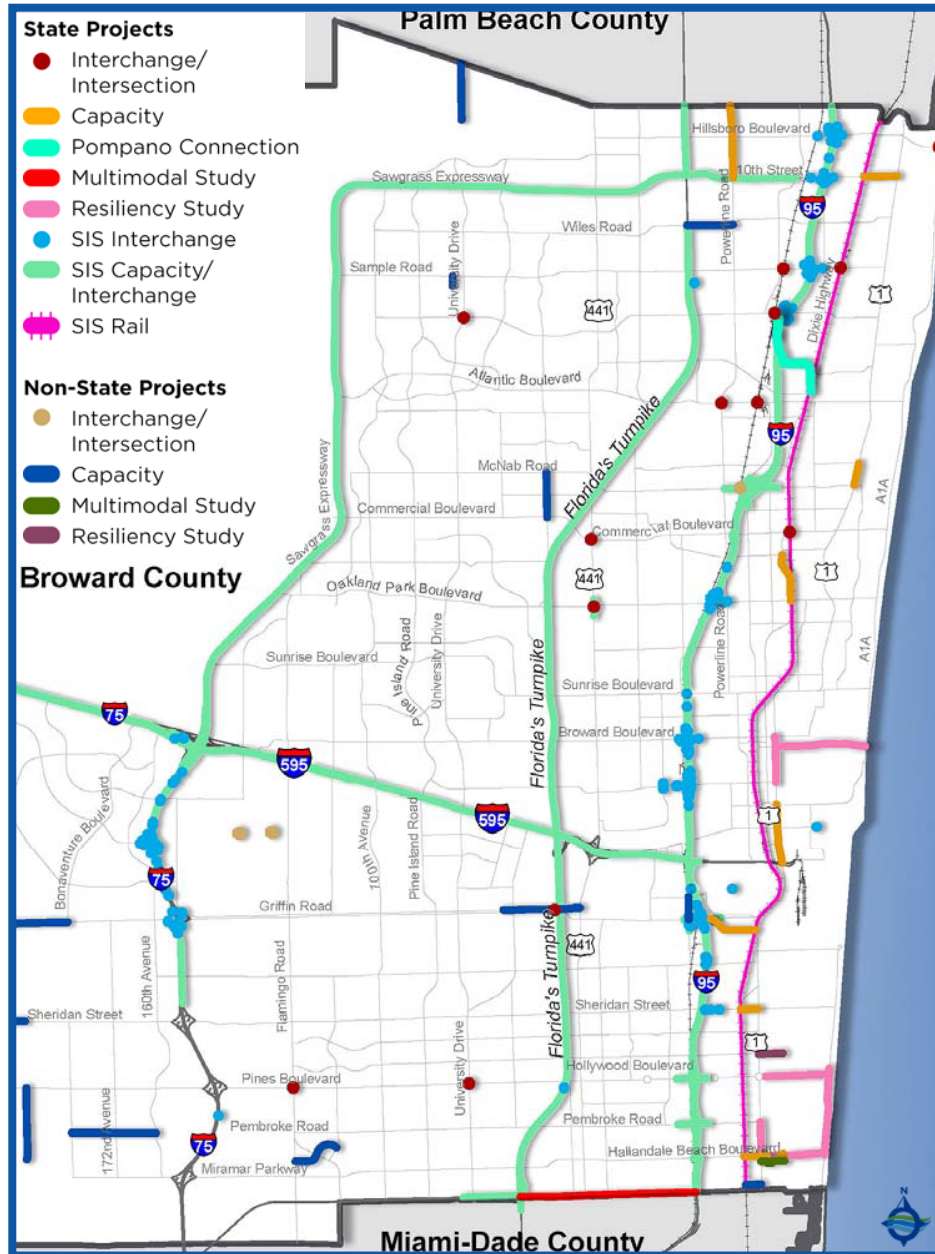 Palm Beach County
State Projects
Interchange/
Intersection
Capacity
Pompano Connection
Multimodal Study
Resiliency Study
SIS Interchange
SIS Capacity/
Interchange
SIS Rail
Non-State Projects
Interchange/
Intersection
Capacity
Multimodal Study
Resiliency Study
Broward County
Hillsboro Boulevard
10th Street
Sawgrass Expressway
95
Powerline Road
University Drive
Wiles Road
Sample Road
Dixie Highway
1
441
Atlantic Boulevard
Florida's Turnpike
95
McNab Road
Sawgrass Expressway
Commercial Boulevard
Commercial Boulevard
A1A
441
1
Oakland Park Boulevard
Pine Island Road
University Drive
Powerline Road
A1A
Sunrise Boulevard
Sunrise Boulevard
Florida's Turnpike
75
Broward Boulevard
595
595
1
Bonaventure Boulevard
100th Avenue
Pine Island Road
75
Griffin Road
441
160th Avenue
Flamingo Road
Florida's Turnpike
95
Sheridan Street
Sheridan Street
University Drive
1
Hollywood Boulevard
Pines Boulevard
172nd Avenue
Pembroke Road
Pembroke Road
75
Hallandale Beach Boulevard
Miramar Parkway
N
Miami-Dade County